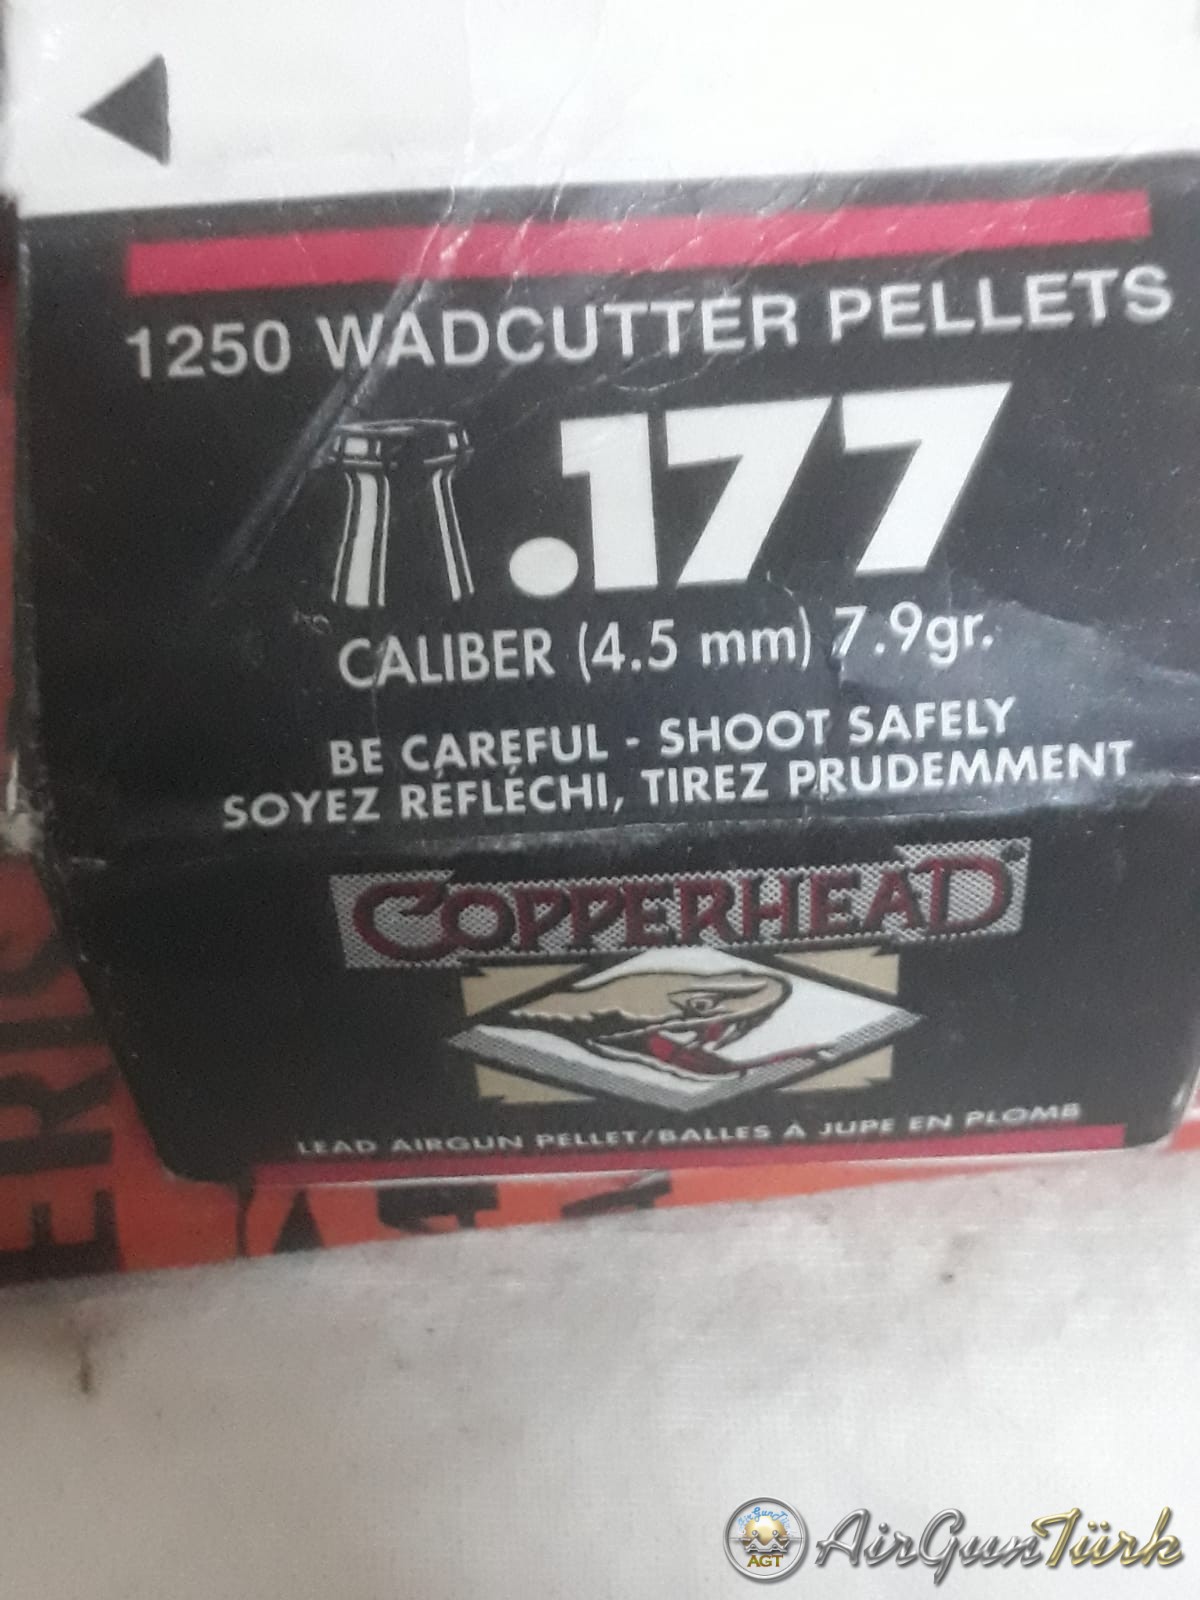 1250 WADCUTTER PELLETS
.177
CALIBER (4.5 mm) 7.9gr.
BE CAREFUL - SHOOT SAFELY
SOYEZ RÉFLÉCHI, TIREZ PRUDEMMENT
COPPERHEAD
LEAD AIRGUN PELLET/BALLES A JUPE EN PLOMB
AGT
AirGunTürk